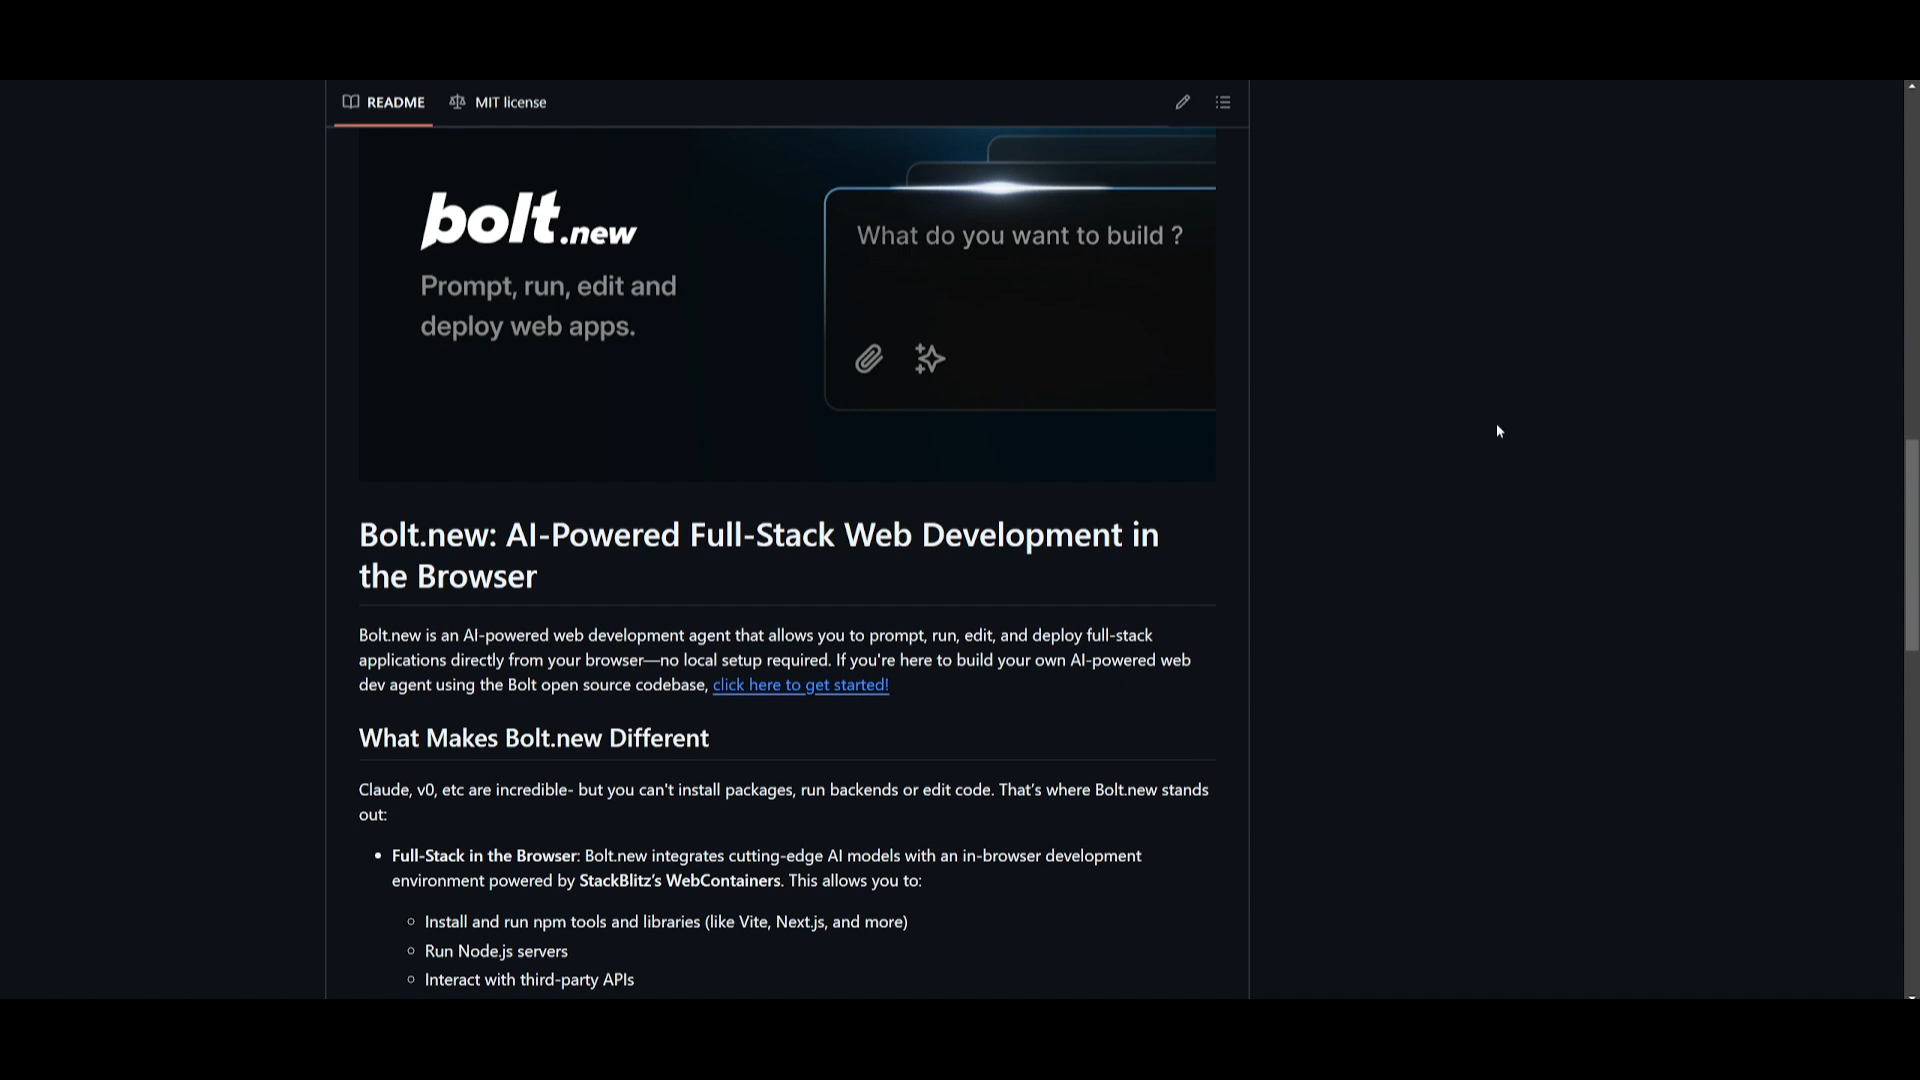 README
MIT license
bolt.new
Prompt, run, edit and
deploy web apps.
What do you want to build ?
Bolt.new: AI-Powered Full-Stack Web Development in
the Browser
Bolt.new is an AI-powered web development agent that allows you to prompt, run, edit, and deploy full-stack
applications directly from your browser—no local setup required. If you're here to build your own AI-powered web
dev agent using the Bolt open source codebase, click here to get started!
What Makes Bolt.new Different
Claude, v0, etc are incredible- but you can't install packages, run backends or edit code. That’s where Bolt.new stands
out:
• Full-Stack in the Browser: Bolt.new integrates cutting-edge AI models with an in-browser development
environment powered by StackBlitz’s WebContainers. This allows you to:
◦ Install and run npm tools and libraries (like Vite, Next.js, and more)
◦ Run Node.js servers
◦ Interact with third-party APIs